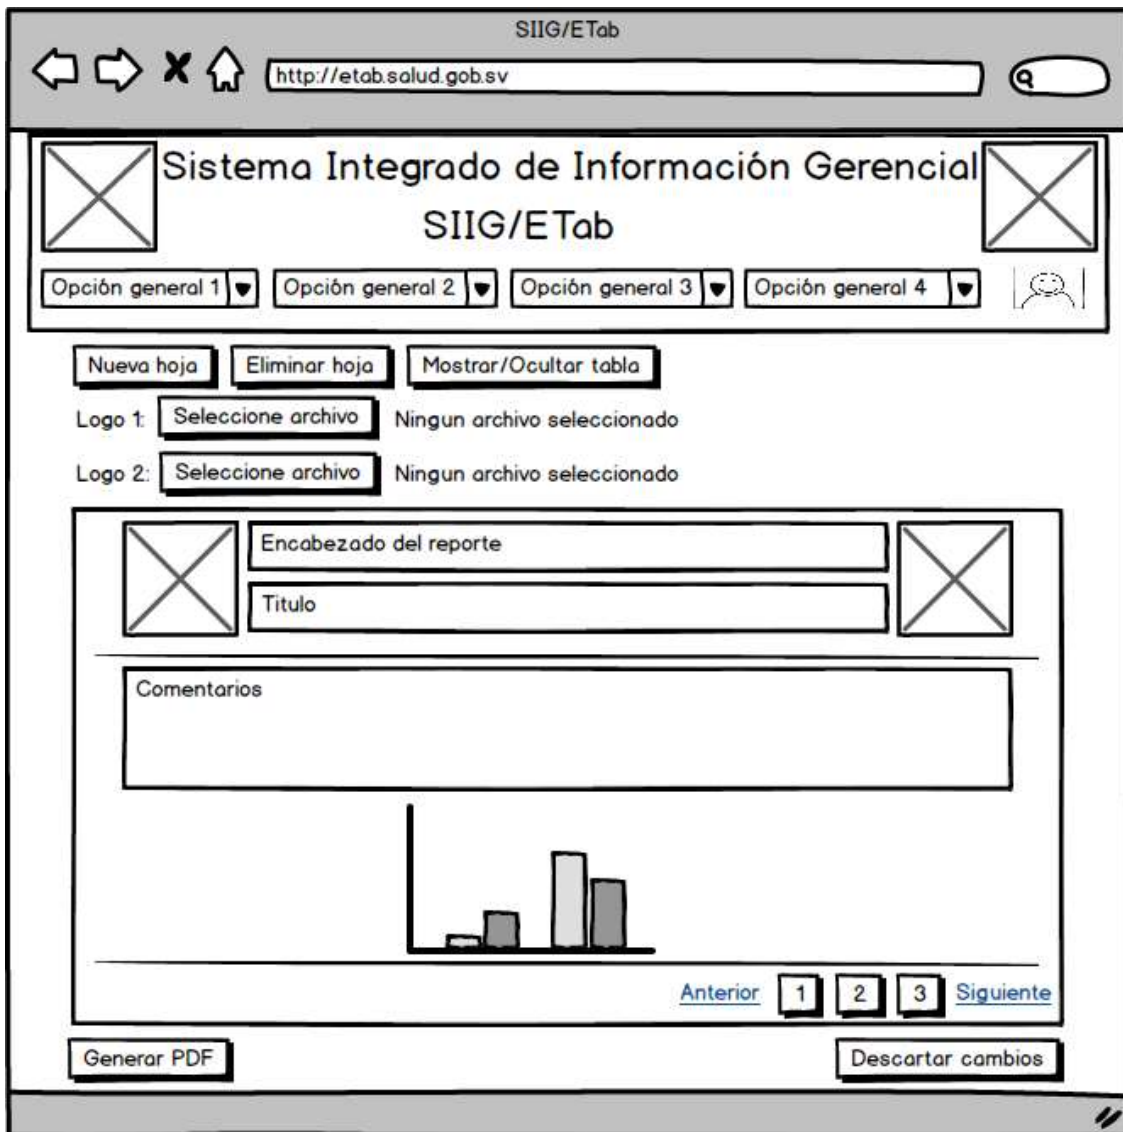 SIIG/ETab
http://etab.salud.gob.sv
Sistema Integrado de Información Gerencial
SIIG/ETab
Opción general 1 Opción general 2 Opción general 3 Opción general 4
Nueva hoja Eliminar hoja Mostrar/Ocultar tabla
Logo 1: Seleccione archivo Ningun archivo seleccionado
Logo 2: Seleccione archivo Ningun archivo seleccionado
Encabezado del reporte
Titulo
Comentarios
Anterior 1 2 3 Siguiente
Generar PDF Descartar cambios